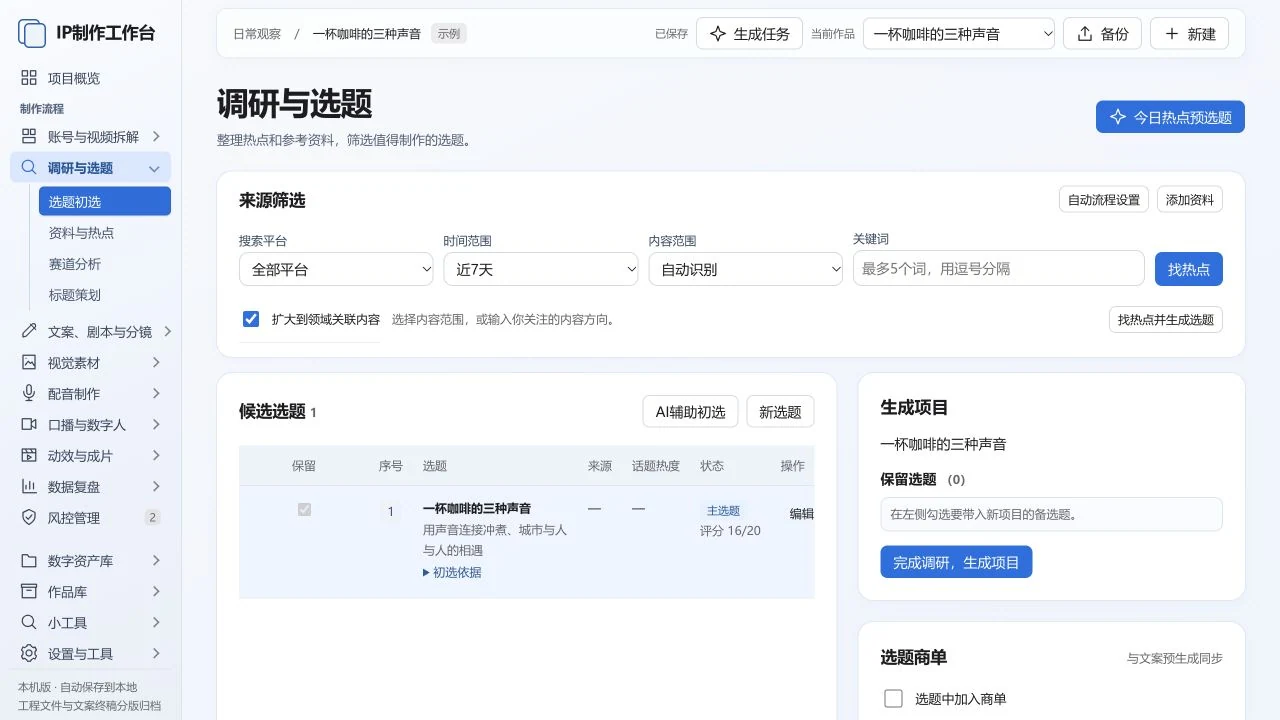 IP制作工作台
项目概览
制作流程
账号与视频拆解
调研与选题
选题初选
资料与热点
赛道分析
标题策划
文案、剧本与分镜
视觉素材
配音制作
口播与数字人
动效与成片
数据复盘
风控管理 2
数字资产库
作品库
小工具
设置与工具
本机版 · 自动保存到本地
工程文件与文案终稿分版归档
日常观察 / 一杯咖啡的三种声音 示例
已保存 生成任务 当前作品 一杯咖啡的三种声音 备份 新建
调研与选题
整理热点和参考资料，筛选值得制作的选题。
今日热点预选题
来源筛选
自动流程设置 添加资料
搜索平台 时间范围 内容范围 关键词
全部平台 近7天 自动识别 最多5个词，用逗号分隔 找热点
扩大到领域关联内容 选择内容范围，或输入你关注的内容方向。
找热点并生成选题
候选选题 1
AI辅助初选 新选题
保留 序号 选题 来源 话题热度 状态 操作
1 一杯咖啡的三种声音 — — 主选题 编辑
用声音连接冲煮、城市与人与人的相遇
评分 16/20
初选依据
生成项目
一杯咖啡的三种声音
保留选题 （0）
在左侧勾选要带入新项目的备选题。
完成调研，生成项目
选题商单
与文案预生成同步
选题中加入商单